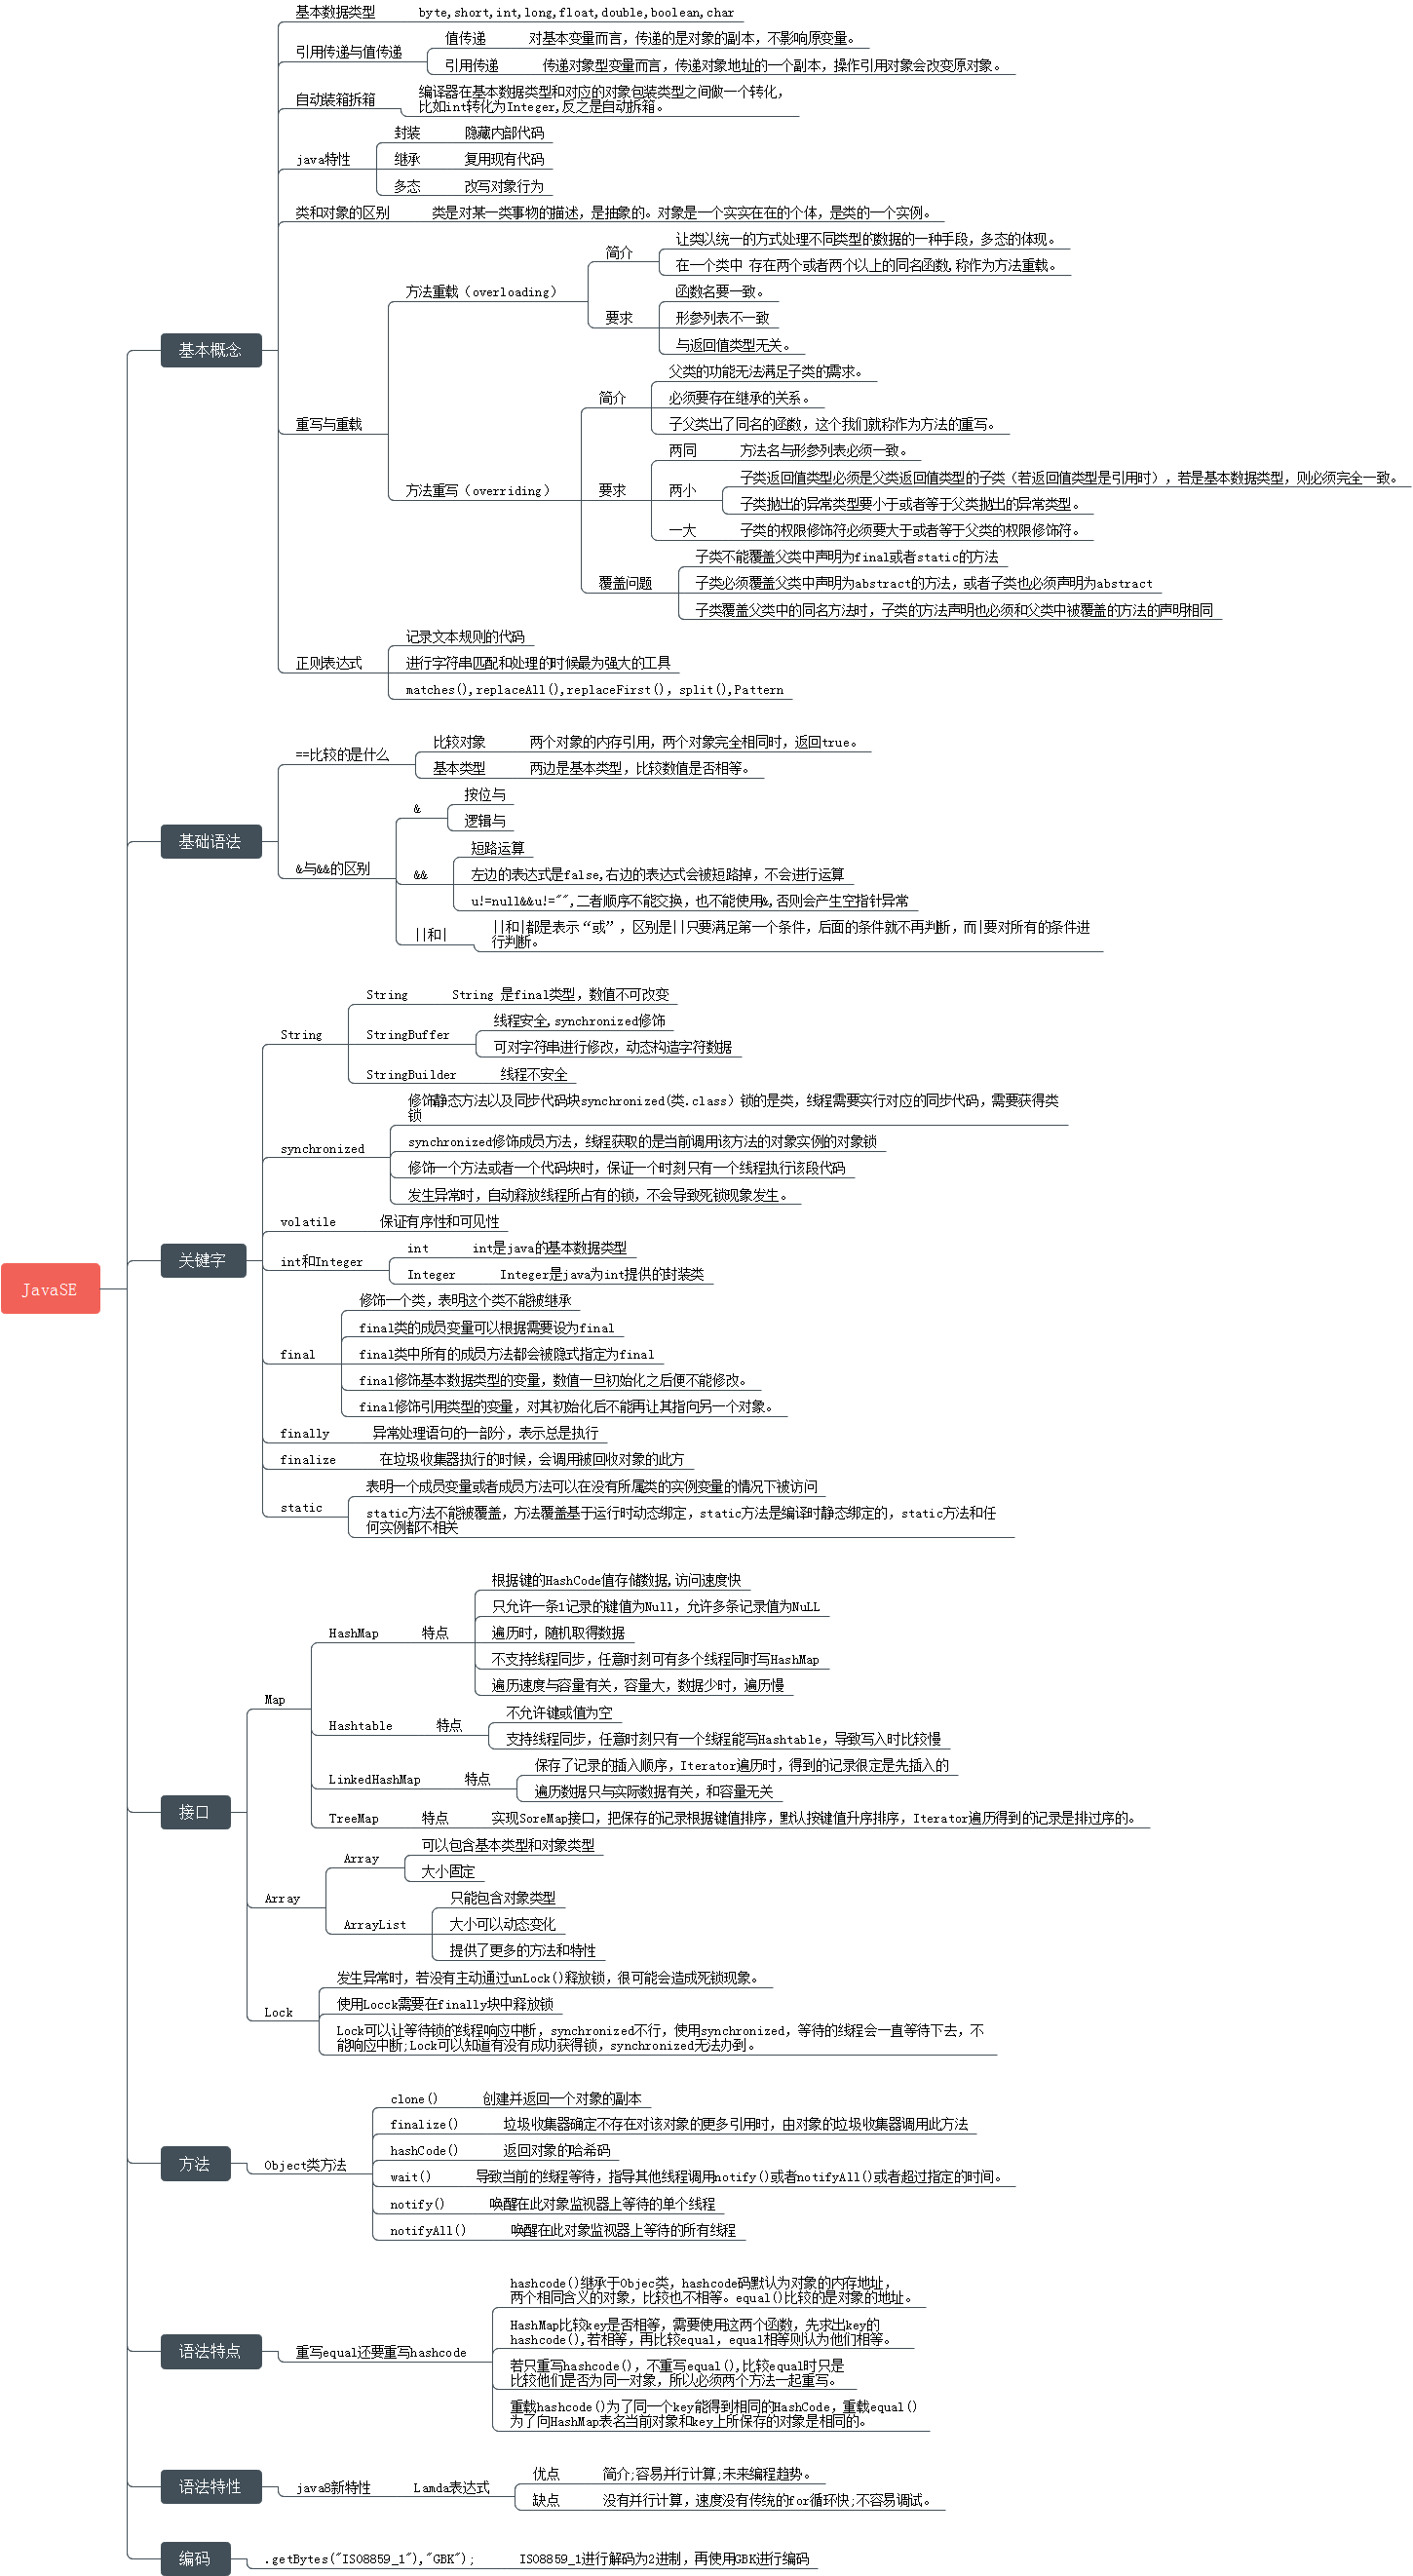 JavaSE
基本概念
基本数据类型
byte,short,int,long,float,double,boolean,char
引用传递与值传递
值传递
对基本变量而言，传递的是对象的副本，不影响原变量。
引用传递
传递对象型变量而言，传递对象地址的一个副本，操作引用对象会改变原对象。
自动装箱拆箱
编译器在基本数据类型和对应的对象包装类型之间做一个转化，
比如int转化为Integer,反之是自动拆箱。
java特性
封装
隐藏内部代码
继承
复用现有代码
多态
改写对象行为
类和对象的区别
类是对某一类事物的描述，是抽象的。对象是一个实实在在的个体，是类的一个实例。
重写与重载
方法重载（overloading）
简介
让类以统一的方式处理不同类型的数据的一种手段，多态的体现。
在一个类中 存在两个或者两个以上的同名函数,称作为方法重载。
要求
函数名要一致。
形参列表不一致
与返回值类型无关。
方法重写（overriding）
简介
父类的功能无法满足子类的需求。
必须要存在继承的关系。
子父类出了同名的函数，这个我们就称作为方法的重写。
要求
两同
方法名与形参列表必须一致。
两小
子类返回值类型必须是父类返回值类型的子类（若返回值类型是引用时），若是基本数据类型，则必须完全一致。
子类抛出的异常类型要小于或者等于父类抛出的异常类型。
一大
子类的权限修饰符必须要大于或者等于父类的权限修饰符。
覆盖问题
子类不能覆盖父类中声明为final或者static的方法
子类必须覆盖父类中声明为abstract的方法，或者子类也必须声明为abstract
子类覆盖父类中的同名方法时，子类的方法声明也必须和父类中被覆盖的方法的声明相同
正则表达式
记录文本规则的代码
进行字符串匹配和处理的时候最为强大的工具
matches(),replaceAll(),replaceFirst(), split(),Pattern
基础语法
==比较的是什么
比较对象
两个对象的内存引用，两个对象完全相同时，返回true。
基本类型
两边是基本类型，比较数值是否相等。
&与&&的区别
&
按位与
逻辑与
&&
短路运算
左边的表达式是false,右边的表达式会被短路掉，不会进行运算
u!=null&&u!="",二者顺序不能交换，也不能使用&,否则会产生空指针异常
||和|
||和|都是表示“或”，区别是||只要满足第一个条件，后面的条件就不再判断，而|要对所有的条件进
行判断。
关键字
String
String
String 是final类型，数值不可改变
StringBuffer
线程安全,synchronized修饰
可对字符串进行修改，动态构造字符数据
StringBuilder
线程不安全
synchronized
修饰静态方法以及同步代码块synchronized(类.class）锁的是类，线程需要实行对应的同步代码，需要获得类
锁
synchronized修饰成员方法，线程获取的是当前调用该方法的对象实例的对象锁
修饰一个方法或者一个代码块时，保证一个时刻只有一个线程执行该段代码
发生异常时，自动释放线程所占有的锁，不会导致死锁现象发生。
volatile
保证有序性和可见性
int和Integer
int
int是java的基本数据类型
Integer
Integer是java为int提供的封装类
final
修饰一个类，表明这个类不能被继承
final类的成员变量可以根据需要设为final
final类中所有的成员方法都会被隐式指定为final
final修饰基本数据类型的变量，数值一旦初始化之后便不能修改。
final修饰引用类型的变量，对其初始化后不能再让其指向另一个对象。
finally
异常处理语句的一部分，表示总是执行
finalize
在垃圾收集器执行的时候，会调用被回收对象的此方
static
表明一个成员变量或者成员方法可以在没有所属类的实例变量的情况下被访问
static方法不能被覆盖，方法覆盖基于运行时动态绑定，static方法是编译时静态绑定的，static方法和任
何实例都不相关
接口
Map
HashMap
特点
根据键的HashCode值存储数据,访问速度快
只允许一条1记录的键值为Null，允许多条记录值为NuLL
遍历时，随机取得数据
不支持线程同步，任意时刻可有多个线程同时写HashMap
遍历速度与容量有关，容量大，数据少时，遍历慢
Hashtable
特点
不允许键或值为空
支持线程同步，任意时刻只有一个线程能写Hashtable，导致写入时比较慢
LinkedHashMap
特点
保存了记录的插入顺序，Iterator遍历时，得到的记录很定是先插入的
遍历数据只与实际数据有关，和容量无关
TreeMap
特点
实现SoreMap接口，把保存的记录根据键值排序，默认按键值升序排序，Iterator遍历得到的记录是排过序的。
Array
Array
可以包含基本类型和对象类型
大小固定
ArrayList
只能包含对象类型
大小可以动态变化
提供了更多的方法和特性
Lock
发生异常时，若没有主动通过unLock()释放锁，很可能会造成死锁现象。
使用Locck需要在finally块中释放锁
Lock可以让等待锁的线程响应中断，synchronized不行，使用synchronized，等待的线程会一直等待下去，不
能响应中断;Lock可以知道有没有成功获得锁，synchronized无法办到。
方法
Object类方法
clone()
创建并返回一个对象的副本
finalize()
垃圾收集器确定不存在对该对象的更多引用时，由对象的垃圾收集器调用此方法
hashCode()
返回对象的哈希码
wait()
导致当前的线程等待，指导其他线程调用notify()或者notifyAll()或者超过指定的时间。
notify()
唤醒在此对象监视器上等待的单个线程
notifyAll()
唤醒在此对象监视器上等待的所有线程
语法特点
重写equal还要重写hashcode
hashcode()继承于Objec类，hashcode码默认为对象的内存地址，
两个相同含义的对象，比较也不相等。equal()比较的是对象的地址。
HashMap比较key是否相等，需要使用这两个函数，先求出key的
hashcode(),若相等，再比较equal，equal相等则认为他们相等。
若只重写hashcode()，不重写equal(),比较equal时只是
比较他们是否为同一对象，所以必须两个方法一起重写。
重载hashcode()为了同一个key能得到相同的HashCode，重载equal()
为了向HashMap表名当前对象和key上所保存的对象是相同的。
语法特性
java8新特性
Lamda表达式
优点
简介;容易并行计算;未来编程趋势。
缺点
没有并行计算，速度没有传统的for循环快;不容易调试。
编码
.getBytes("ISO8859_1"),"GBK");
ISO8859_1进行解码为2进制，再使用GBK进行编码